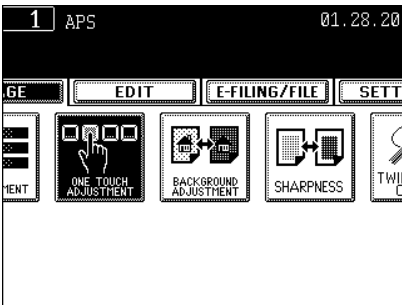 1 APS 01.28.20
GE EDIT E-FILING/FILE SETT
MENT ONE TOUCH BACKGROUND SHARPNESS TWI
ADJUSTMENT ADJUSTMENT